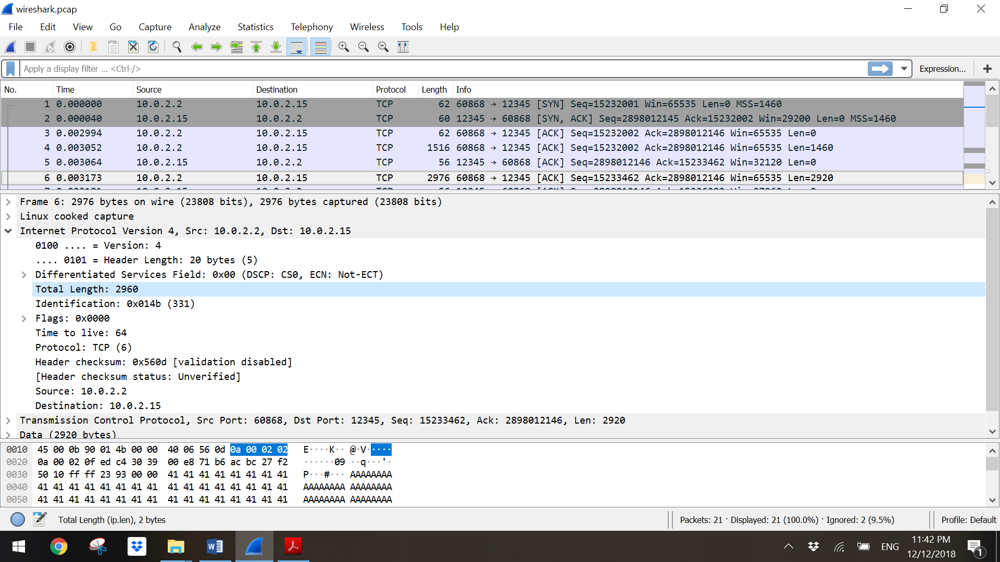 wireshark.pcap
File Edit View Go Capture Analyze Statistics Telephony Wireless Tools Help
Apply a display filter ... <Ctrl-/> Expression... +
No. Time Source Destination Protocol Length Info
1 0.000000 10.0.2.2 10.0.2.15 TCP 62 60868 → 12345 [SYN] Seq=15232001 Win=65535 Len=0 MSS=1460
2 0.000040 10.0.2.15 10.0.2.2 TCP 60 12345 → 60868 [SYN, ACK] Seq=2898012145 Ack=15232002 Win=29200 Len=0 MSS=1460
3 0.002994 10.0.2.2 10.0.2.15 TCP 62 60868 → 12345 [ACK] Seq=15232002 Ack=2898012146 Win=65535 Len=0
4 0.003052 10.0.2.2 10.0.2.15 TCP 1516 60868 → 12345 [ACK] Seq=15232002 Ack=2898012146 Win=65535 Len=1460
5 0.003064 10.0.2.15 10.0.2.2 TCP 56 12345 → 60868 [ACK] Seq=2898012146 Ack=15233462 Win=32120 Len=0
6 0.003173 10.0.2.2 10.0.2.15 TCP 2976 60868 → 12345 [ACK] Seq=15233462 Ack=2898012146 Win=65535 Len=2920
Frame 6: 2976 bytes on wire (23808 bits), 2976 bytes captured (23808 bits)
Linux cooked capture
Internet Protocol Version 4, Src: 10.0.2.2, Dst: 10.0.2.15
0100 .... = Version: 4
.... 0101 = Header Length: 20 bytes (5)
Differentiated Services Field: 0x00 (DSCP: CS0, ECN: Not-ECT)
Total Length: 2960
Identification: 0x014b (331)
Flags: 0x0000
Time to live: 64
Protocol: TCP (6)
Header checksum: 0x560d [validation disabled]
[Header checksum status: Unverified]
Source: 10.0.2.2
Destination: 10.0.2.15
Transmission Control Protocol, Src Port: 60868, Dst Port: 12345, Seq: 15233462, Ack: 2898012146, Len: 2920
Data (2920 bytes)
0010 45 00 0b 90 01 4b 00 00 40 06 56 0d 0a 00 02 02 E····K·· @·V·····
0020 0a 00 02 0f ed c4 30 39 00 e8 71 b6 ac bc 27 f2 ······09 ··q···'·
0030 50 10 ff ff 23 93 00 00 41 41 41 41 41 41 41 41 P···#··· AAAAAAAA
0040 41 41 41 41 41 41 41 41 41 41 41 41 41 41 41 41 AAAAAAAA AAAAAAAA
0050 41 41 41 41 41 41 41 41 41 41 41 41 41 41 41 41 AAAAAAAA AAAAAAAA
Total Length (ip.len), 2 bytes Packets: 21 · Displayed: 21 (100.0%) · Ignored: 2 (9.5%) Profile: Default
ENG 11:42 PM
12/12/2018 1